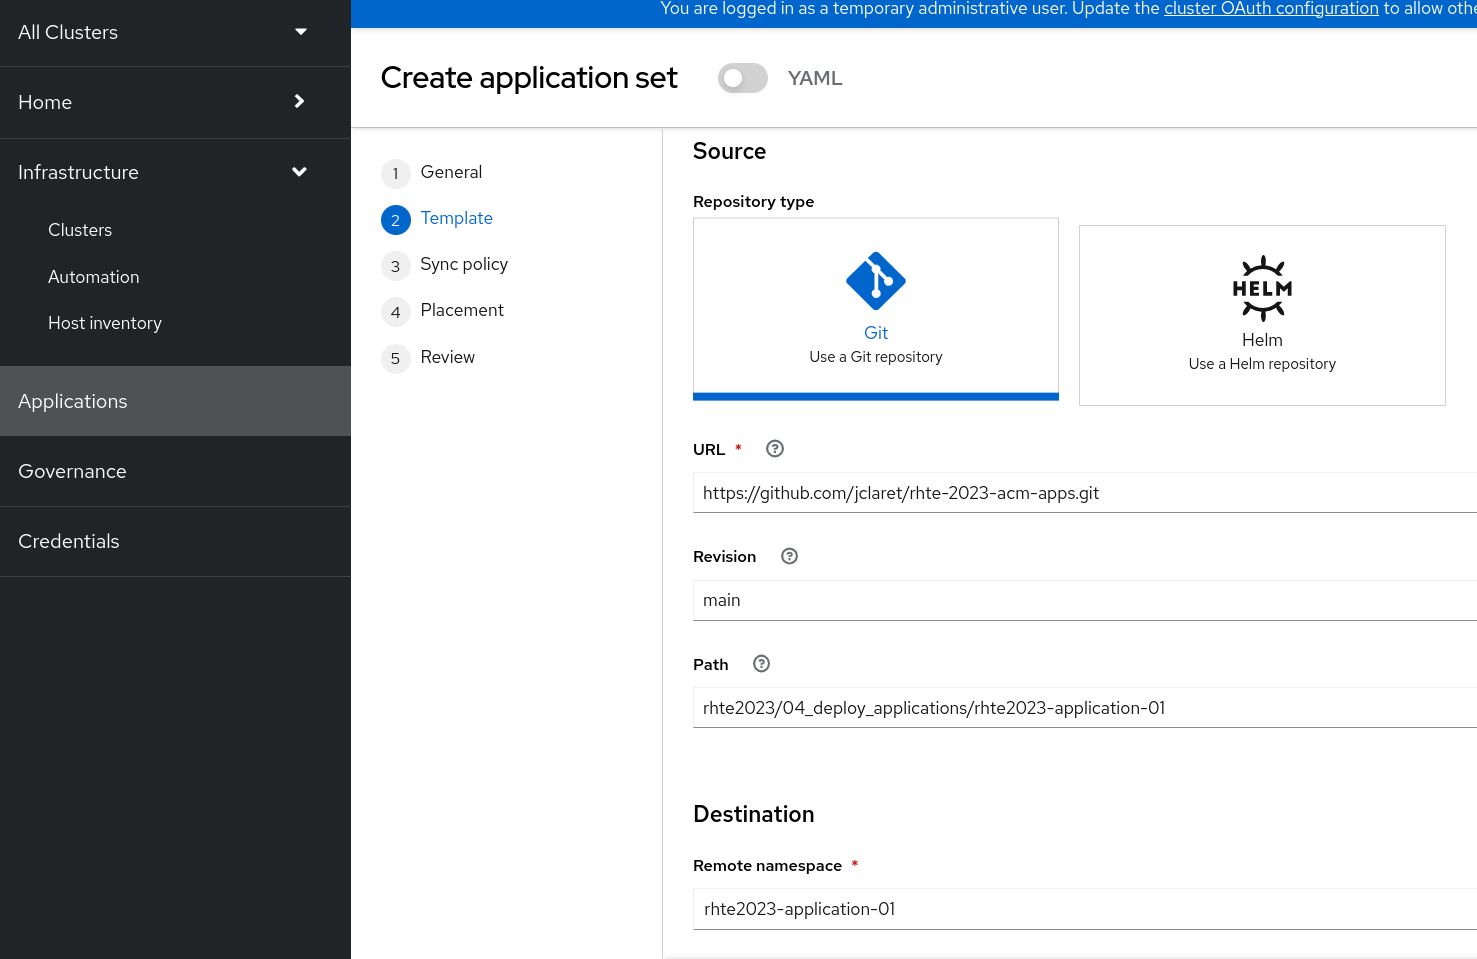 You are logged in as a temporary administrative user. Update the cluster OAuth configuration to allow othe
All Clusters
Home
Infrastructure
Clusters
Automation
Host inventory
Applications
Governance
Credentials
Create application set
YAML
1 General
2 Template
3 Sync policy
4 Placement
5 Review
Source
Repository type
Git
Use a Git repository
HELM
Helm
Use a Helm repository
URL *
https://github.com/jclaret/rhte-2023-acm-apps.git
Revision
main
Path
rhte2023/04_deploy_applications/rhte2023-application-01
Destination
Remote namespace *
rhte2023-application-01